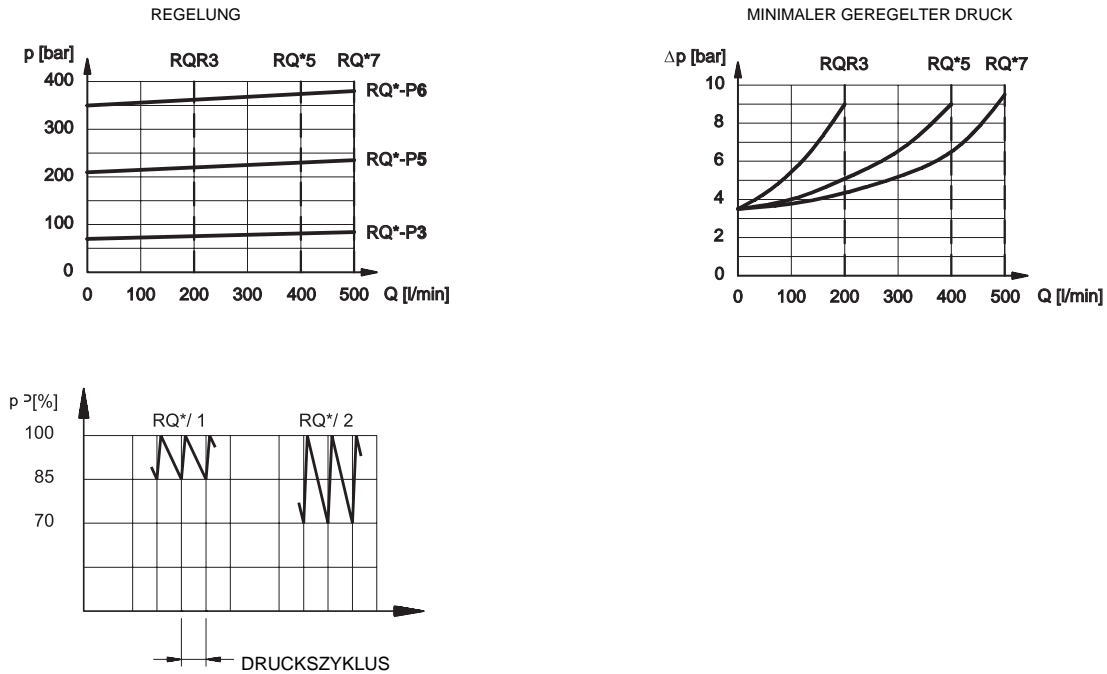 REGELUNG
p [bar]
RQR3 RQ*5 RQ*7
400
300
200
100
0
RQ*-P6
RQ*-P5
RQ*-P3
0 100 200 300 400 500 Q [l/min]
MINIMALER GEREGELTER DRUCK
Δp [bar]
RQR3 RQ*5 RQ*7
10
8
6
4
2
0
0 100 200 300 400 500 Q [l/min]
p [%]
RQ*/ 1 RQ*/ 2
100
85
70
DRUCKSZYKLUS